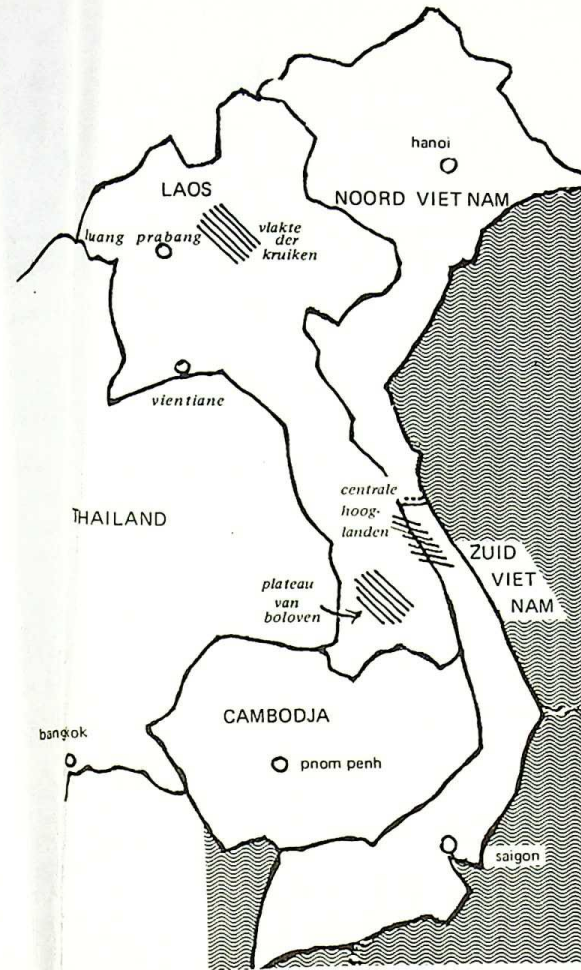 hanoi
LAOS
NOORD VIET NAM
luang prabang
vlakte
der
kruiken
vientiane
centrale
hoog-
landen
THAILAND
ZUID
VIET
NAM
plateau
van
boloven
CAMBODJA
bangkok
pnom penh
saigon